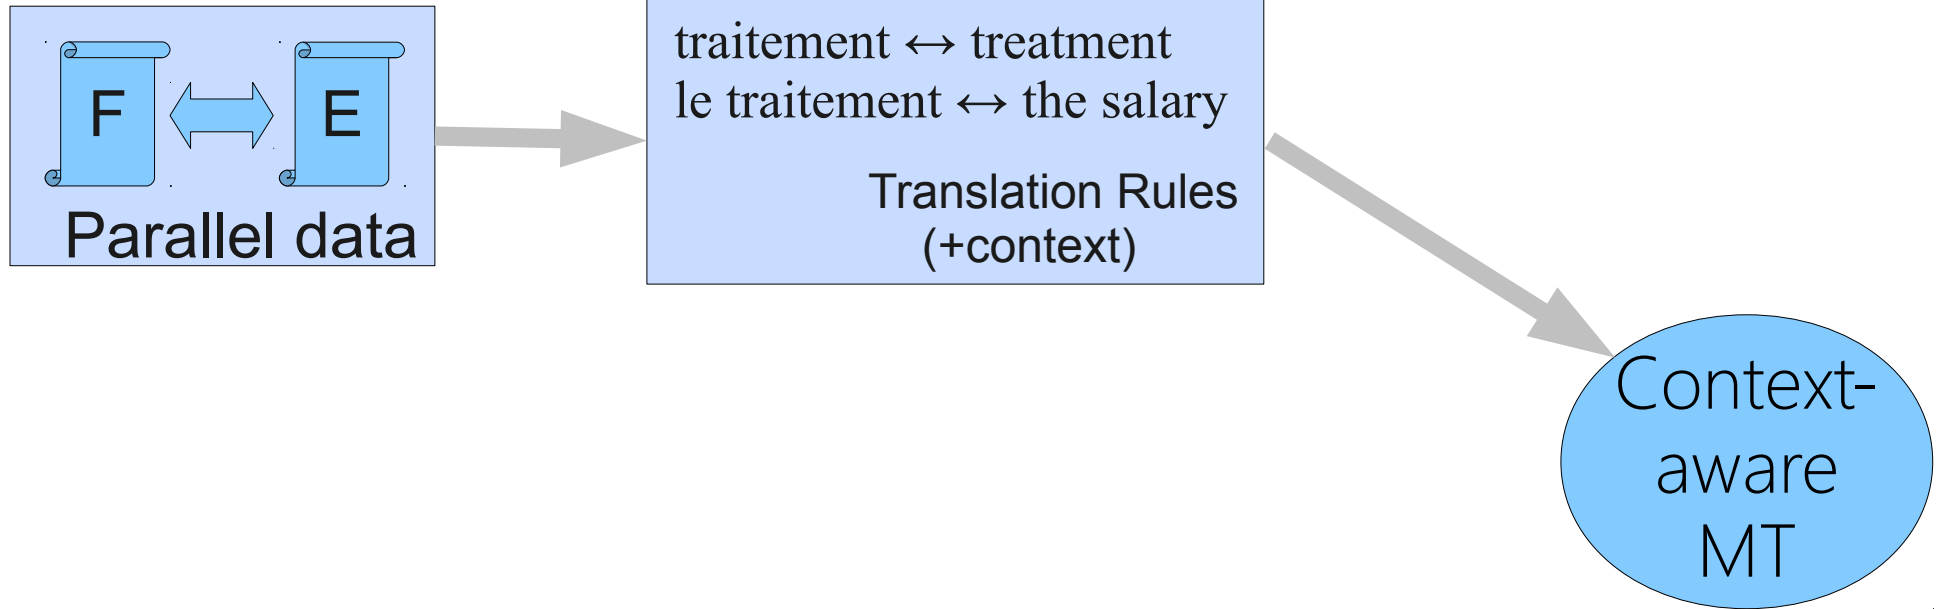 F E
Parallel data
traitement ↔ treatment
le traitement ↔ the salary
Translation Rules
(+context)
Context-
aware
MT